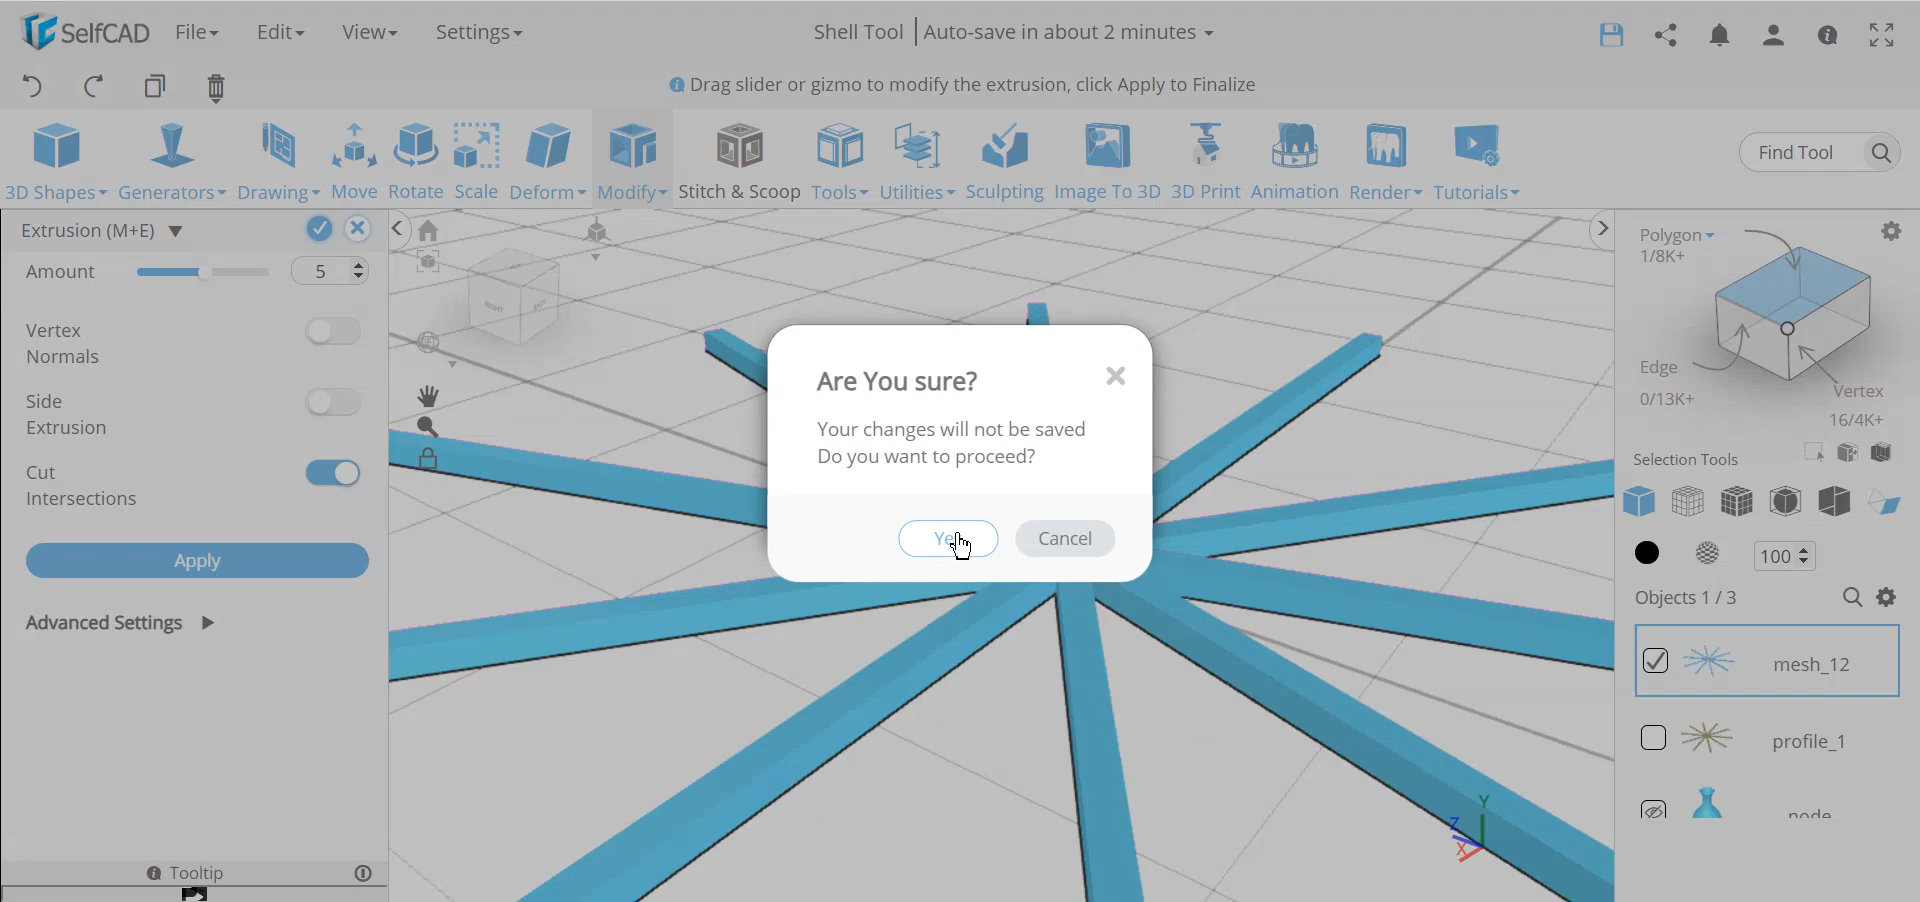 SelfCAD File Edit View Settings Shell Tool Auto-save in about 2 minutes
Drag slider or gizmo to modify the extrusion, click Apply to Finalize
3D Shapes Generators Drawing Move Rotate Scale Deform Modify Stitch & Scoop Tools Utilities Sculpting Image To 3D 3D Print Animation Render Tutorials Find Tool
Extrusion (M+E)
Amount 5
Vertex
Normals
Side
Extrusion
Cut
Intersections
Apply
Advanced Settings
Tooltip
RIGHT
Are You sure?
Your changes will not be saved
Do you want to proceed?
Cancel
Y
Z
X
Polygon
1/8K+
Edge
0/13K+
Vertex
16/4K+
Selection Tools
100
Objects 1 / 3
mesh_12
profile_1